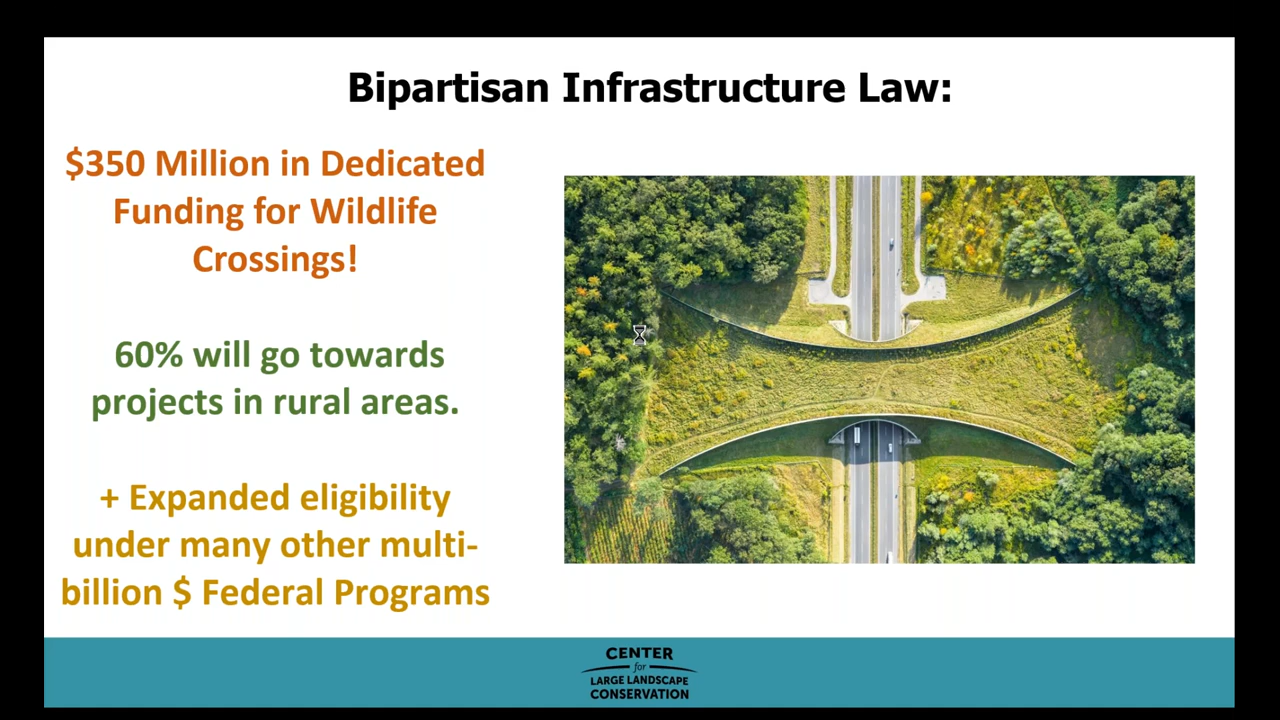 Bipartisan Infrastructure Law:
$350 Million in Dedicated
Funding for Wildlife
Crossings!
60% will go towards
projects in rural areas.
+ Expanded eligibility
under many other multi-
billion $ Federal Programs
CENTER
for
LARGE LANDSCAPE
CONSERVATION